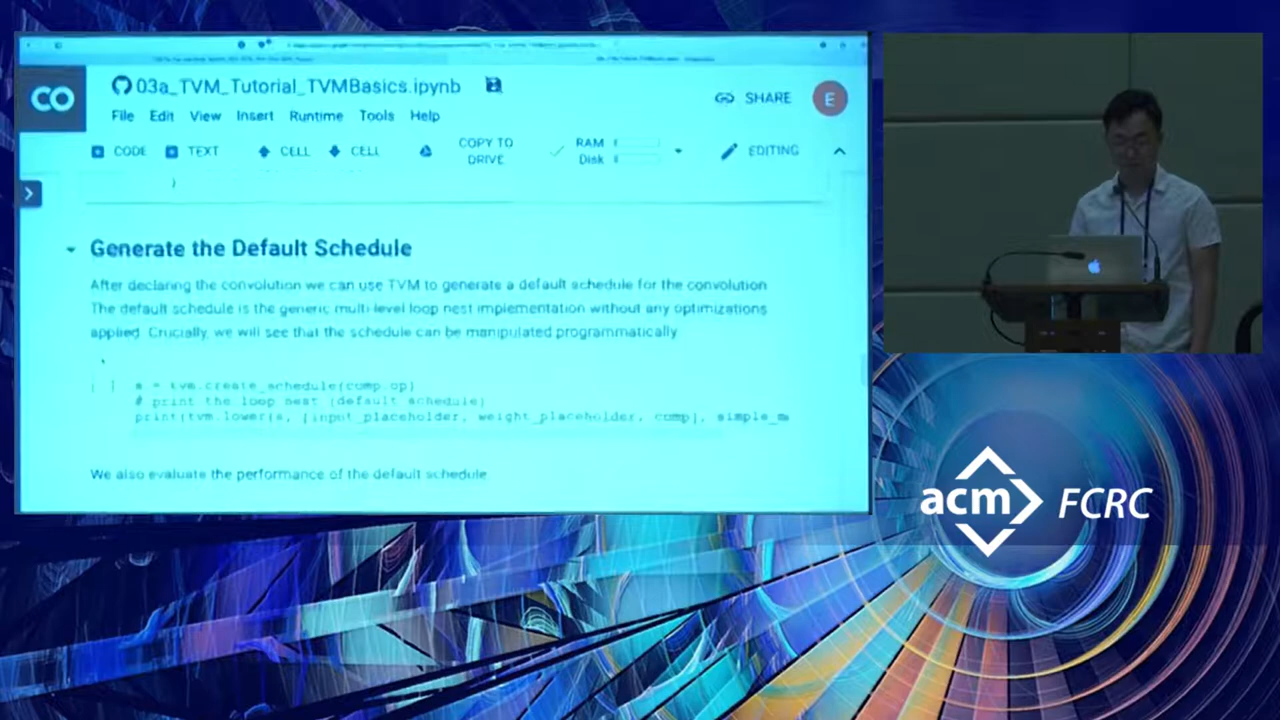 03a_TVM_Tutorial_TVMBasics.ipynb
SHARE
E
File Edit View Insert Runtime Tools Help
CODE TEXT CELL CELL COPY TO DRIVE RAM Disk EDITING
)
Generate the Default Schedule
After declaring the convolution we can use TVM to generate a default schedule for the convolution
The default schedule is the generic multi-level loop nest implementation without any optimizations
applied. Crucially, we will see that the schedule can be manipulated programmatically
[ ] s = tvm.create_schedule(comp.op)
# print the loop nest (default schedule)
print(tvm.lower(s, [input_placeholder, weight_placeholder, comp], simple_m
We also evaluate the performance of the default schedule
acm FCRC